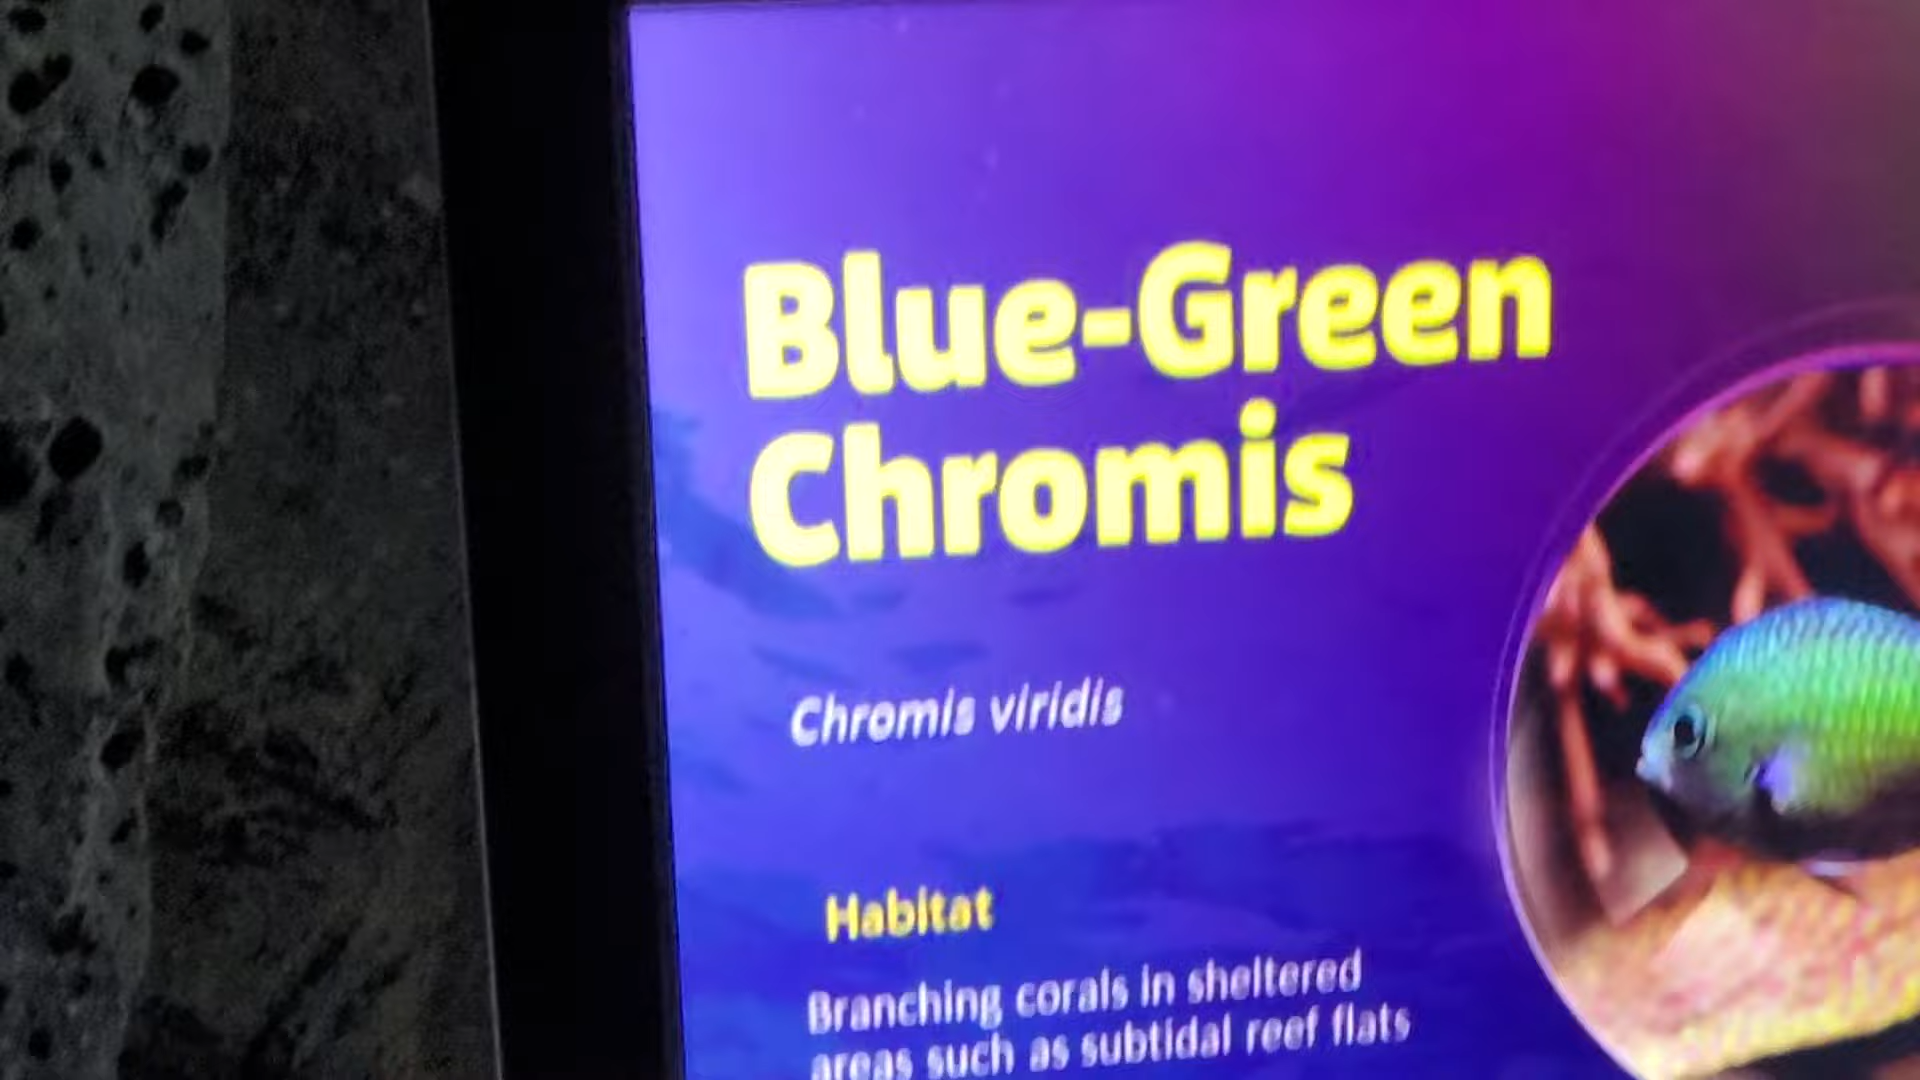 Blue-Green
Chromis
Chromis viridis
Habitat
Branching corals in sheltered
areas such as subtidal reef flats